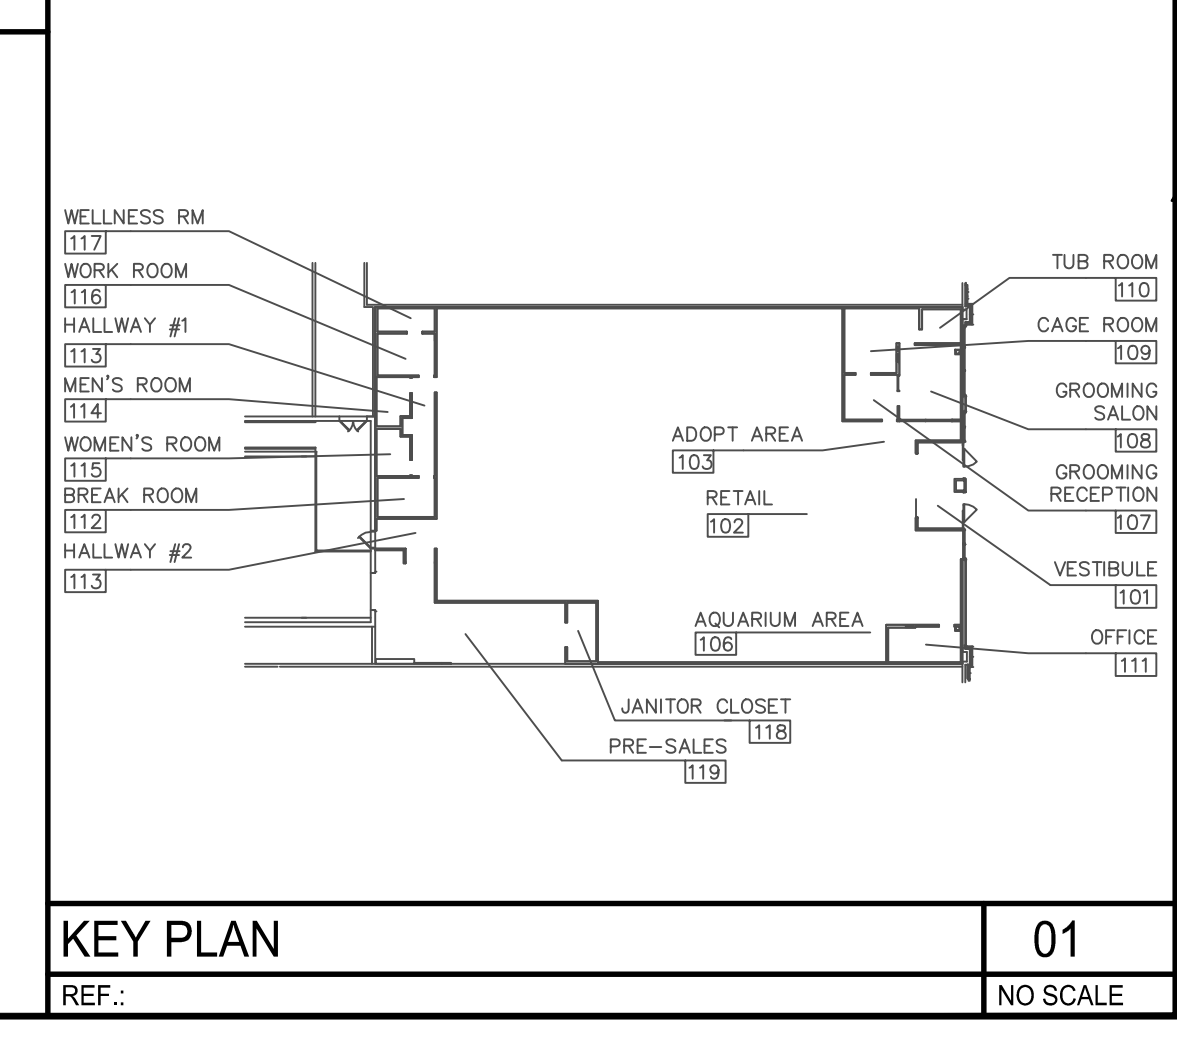 WELLNESS RM
117
WORK ROOM
116
HALLWAY #1
113
MEN'S ROOM
114
WOMEN'S ROOM
115
BREAK ROOM
112
HALLWAY #2
113
ADOPT AREA
103
RETAIL
102
AQUARIUM AREA
106
JANITOR CLOSET
118
PRE-SALES
119
TUB ROOM
110
CAGE ROOM
109
GROOMING
SALON
108
GROOMING
RECEPTION
107
VESTIBULE
101
OFFICE
111
KEY PLAN
01
REF.:
NO SCALE